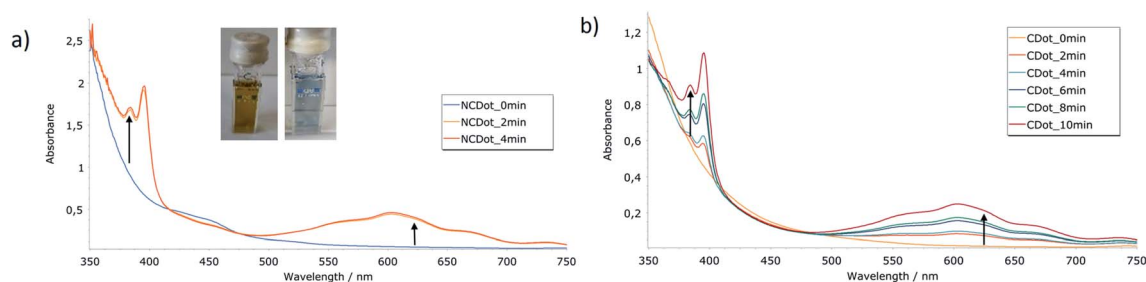 a)
2,5
2
1,5
1
0,5
Absorbance
350 400 450 500 550 600 650 700 750
Wavelength / nm
NCDot_0min
NCDot_2min
NCDot_4min
b)
1,2
1
0,8
0,6
0,4
0,2
Absorbance
350 400 450 500 550 600 650 700 750
Wavelength / nm
CDot_0min
CDot_2min
CDot_4min
CDot_6min
CDot_8min
CDot_10min